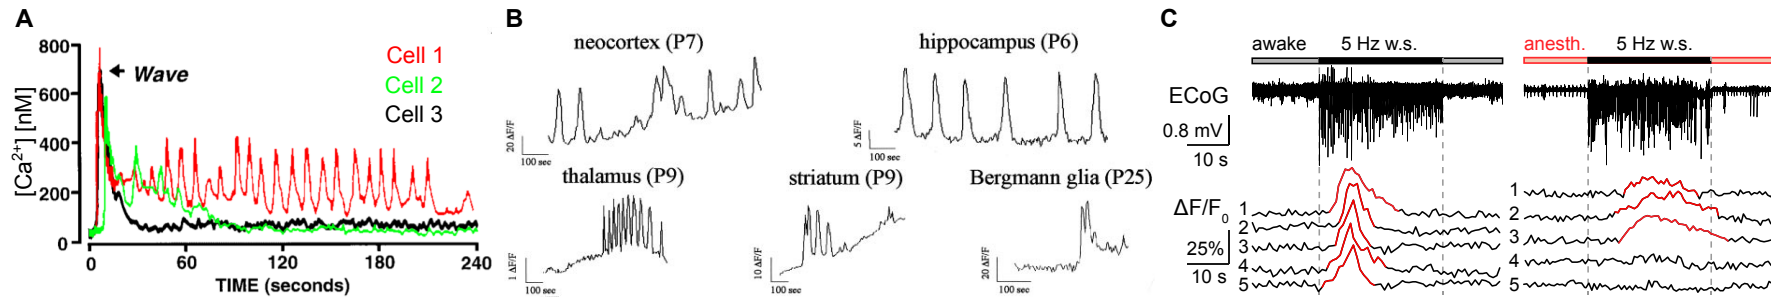 A
[Ca²⁺] [nM]
800
600
400
200
0
Wave
Cell 1
Cell 2
Cell 3
0 60 120 180 240
TIME (seconds)
B
neocortex (P7)
20 ΔF/F
100 sec
hippocampus (P6)
5 ΔF/F
100 sec
thalamus (P9)
1 ΔF/F
100 sec
striatum (P9)
10 ΔF/F
100 sec
Bergmann glia (P25)
20 ΔF/F
100 sec
C
awake 5 Hz w.s.
anesth. 5 Hz w.s.
ECoG
0.8 mV
10 s
ΔF/F₀
25%
10 s
1
2
3
4
5
1
2
3
4
5